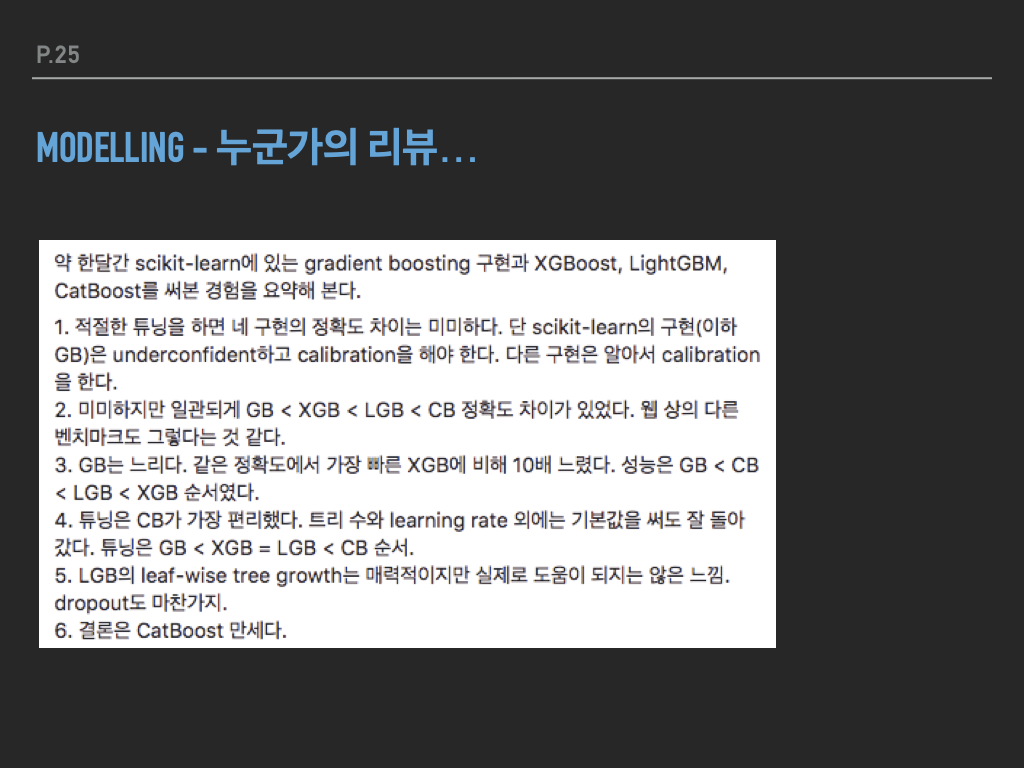 P.25
MODELLING - 누군가의 리뷰...
약 한달간 scikit-learn에 있는 gradient boosting 구현과 XGBoost, LightGBM,
CatBoost를 써본 경험을 요약해 본다.
1. 적절한 튜닝을 하면 네 구현의 정확도 차이는 미미하다. 단 scikit-learn의 구현(이하
GB)은 underconfident하고 calibration을 해야 한다. 다른 구현은 알아서 calibration
을 한다.
2. 미미하지만 일관되게 GB < XGB < LGB < CB 정확도 차이가 있었다. 웹 상의 다른
벤치마크도 그렇다는 것 같다.
3. GB는 느리다. 같은 정확도에서 가장 빠른 XGB에 비해 10배 느렸다. 성능은 GB < CB
< LGB < XGB 순서였다.
4. 튜닝은 CB가 가장 편리했다. 트리 수와 learning rate 외에는 기본값을 써도 잘 돌아
갔다. 튜닝은 GB < XGB = LGB < CB 순서.
5. LGB의 leaf-wise tree growth는 매력적이지만 실제로 도움이 되지는 않은 느낌.
dropout도 마찬가지.
6. 결론은 CatBoost 만세다.